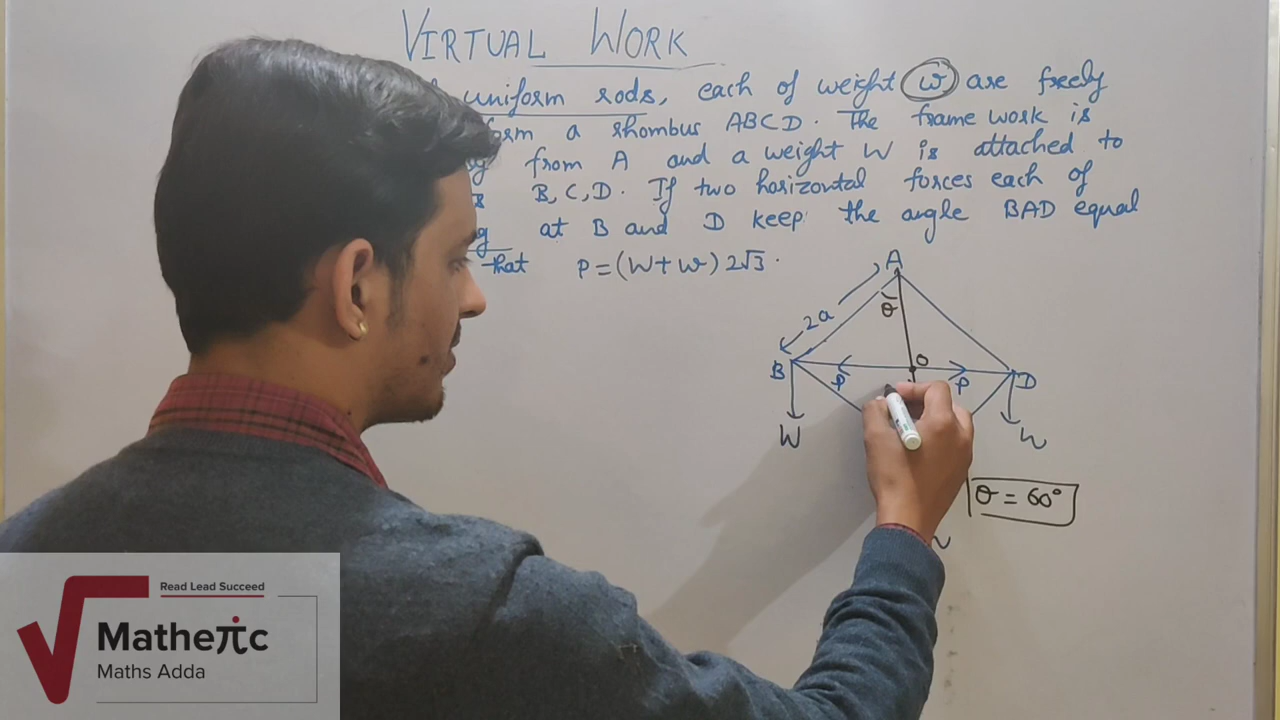 VIRTUAL WORK
uniform rods, each of weight w are freely
form a rhombus ABCD. The frame work is
from A and a weight W is attached to
B, C, D. If two horizontal forces each of
at B and D keep the angle BAD equal
that P = (W + w) 2√3.
A
θ
2a
B
O
D
P
P
W
W
θ = 60°
Read Lead Succeed
Matheπc
Maths Adda